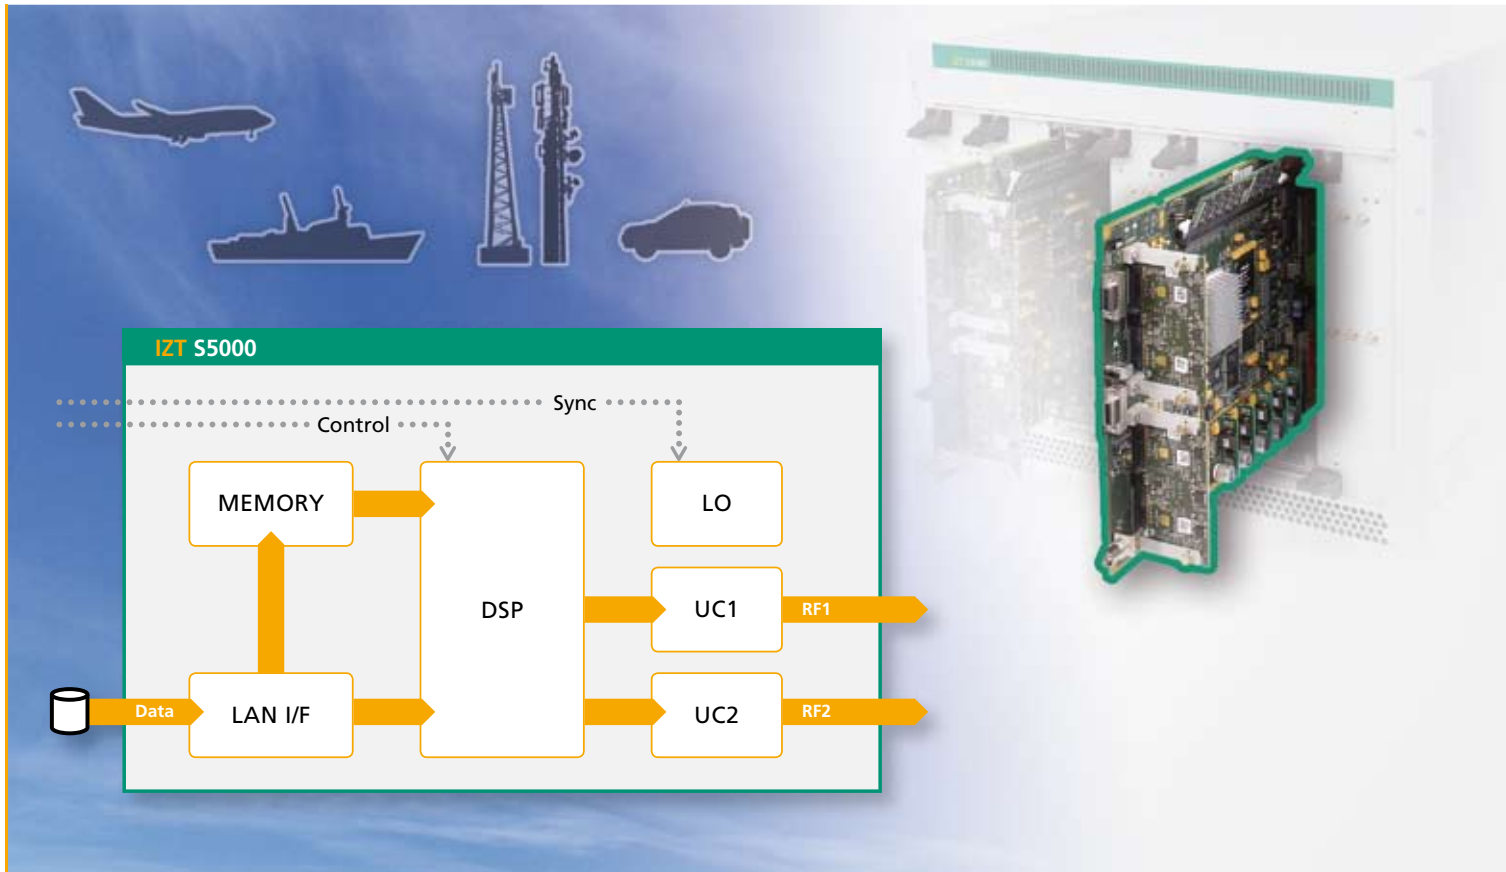 IZT S5000
Sync
Control
MEMORY
LO
DSP
UC1
RF1
Data
LAN I/F
UC2
RF2